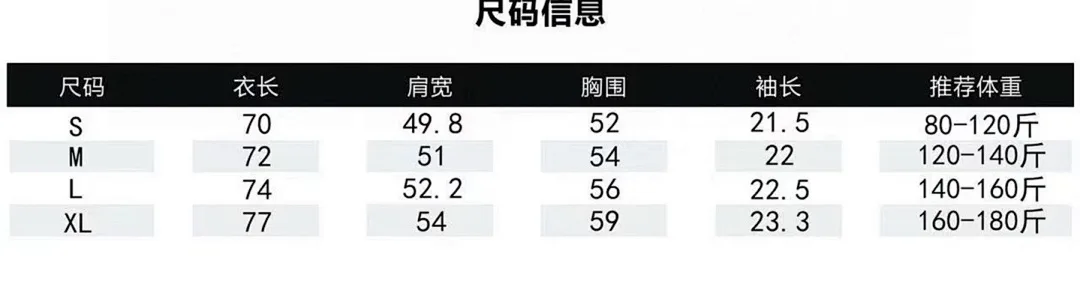 尺码信息
尺码 衣长 肩宽 胸围 袖长 推荐体重
S 70 49.8 52 21.5 80-120斤
M 72 51 54 22 120-140斤
L 74 52.2 56 22.5 140-160斤
XL 77 54 59 23.3 160-180斤